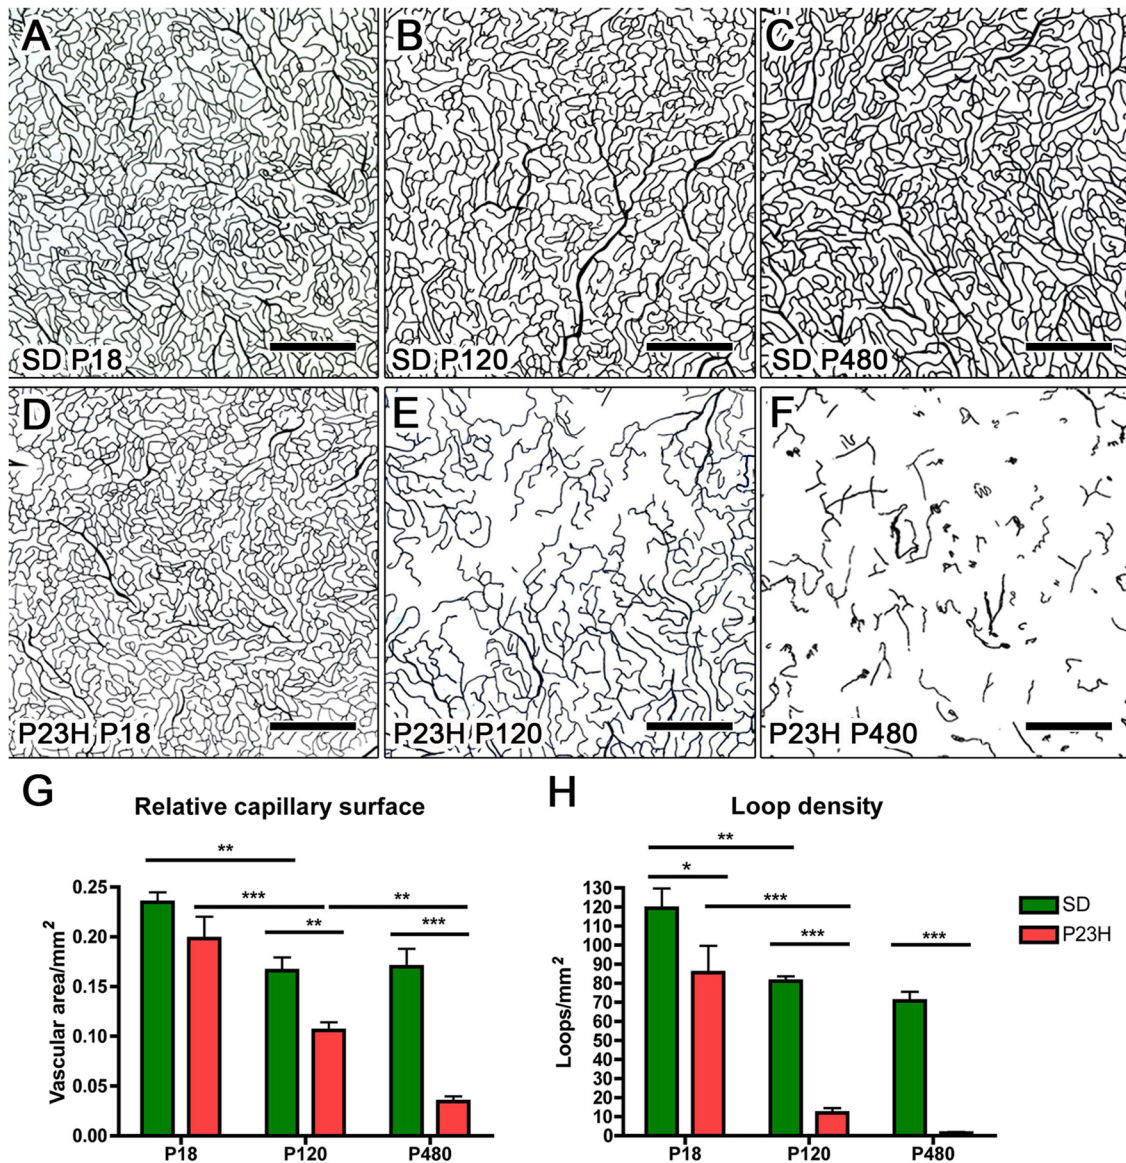 A
B
C
SD P18
SD P120
SD P480
D
E
F
P23H P18
P23H P120
P23H P480
G
Relative capillary surface
**
***
**
**
***
0.25
0.20
0.15
0.10
0.05
0.00
Vascular area/mm²
P18
P120
P480
H
Loop density
**
*
***
***
***
130
120
110
100
90
80
70
60
50
40
30
20
10
0
Loops/mm²
P18
P120
P480
SD
P23H